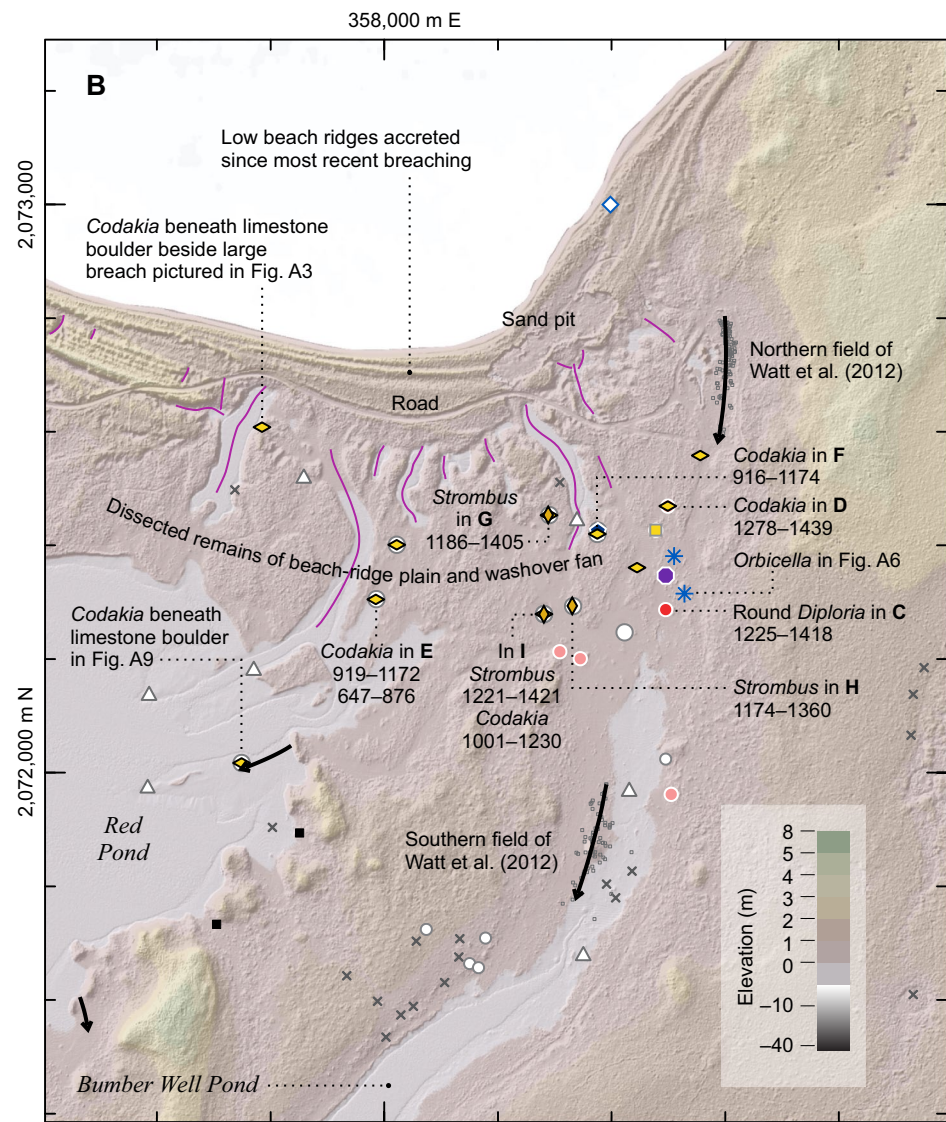 358,000 m E
B
Low beach ridges accreted
since most recent breaching
2,073,000
Codakia beneath limestone
boulder beside large
breach pictured in Fig. A3
Sand pit
Northern field of
Watt et al. (2012)
Road
Codakia in F
916–1174
Strombus
in G
1186–1405
Codakia in D
1278–1439
Dissected remains of beach-ridge plain and washover fan
Orbicella in Fig. A6
Codakia beneath
limestone boulder
in Fig. A9
Round Diploria in C
1225–1418
Codakia in E
919–1172
647–876
In I
Strombus
1221–1421
Codakia
1001–1230
Strombus in H
1174–1360
2,072,000 m N
Red
Pond
Southern field of
Watt et al. (2012)
Elevation (m)
8
5
4
3
2
1
0
–10
–40
Bumber Well Pond